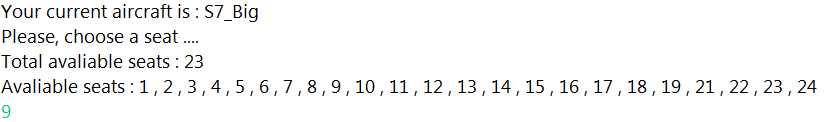 Your current aircraft is : S7_Big
Please, choose a seat ....
Total avaliable seats : 23
Avaliable seats : 1 , 2 , 3 , 4 , 5 , 6 , 7 , 8 , 9 , 10 , 11 , 12 , 13 , 14 , 15 , 16 , 17 , 18 , 19 , 21 , 22 , 23 , 24
9